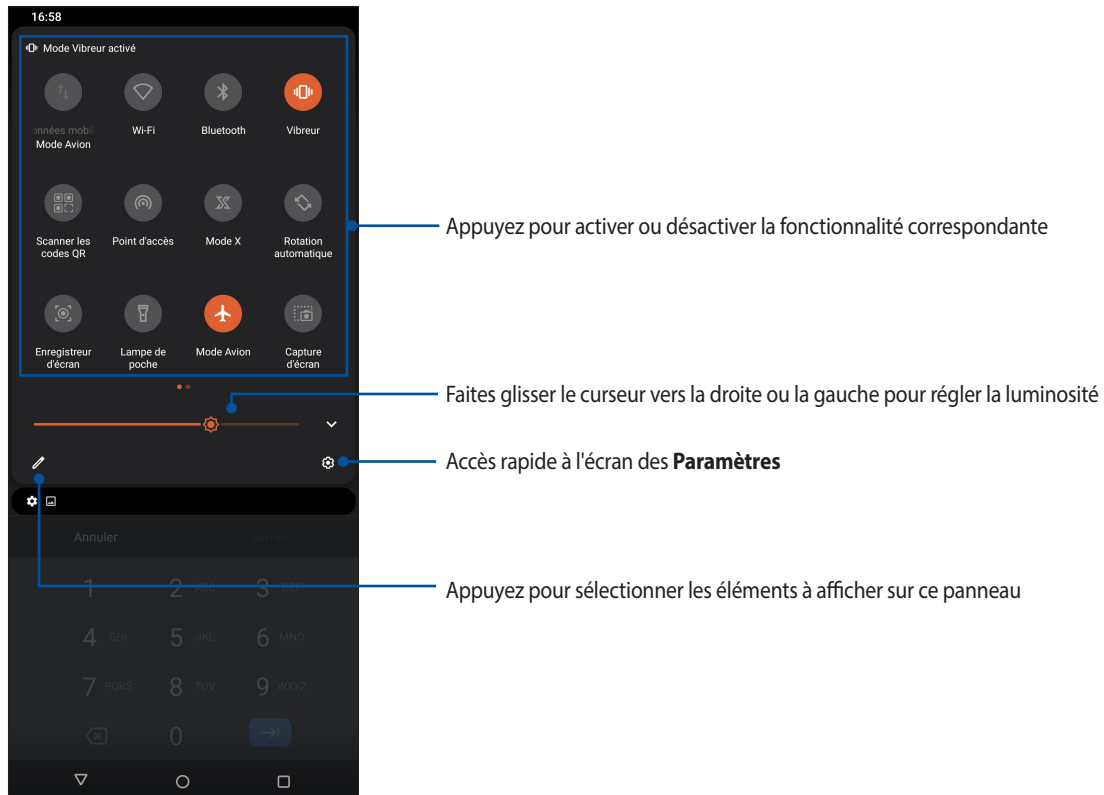 16:58
Mode Vibreur activé
onnées mobil
Mode Avion
Wi-Fi
Bluetooth
Vibreur
Scanner les
codes QR
Point d'accès
Mode X
Rotation
automatique
Appuyez pour activer ou désactiver la fonctionnalité correspondante
Enregistreur
d'écran
Lampe de
poche
Mode Avion
Capture
d'écran
Faites glisser le curseur vers la droite ou la gauche pour régler la luminosité
Accès rapide à l'écran des Paramètres
Annuler Suivant
1 2 ABC 3 DEF
Appuyez pour sélectionner les éléments à afficher sur ce panneau
4 GHI 5 JKL 6 MNO
7 PQRS 8 TUV 9 WXYZ
0